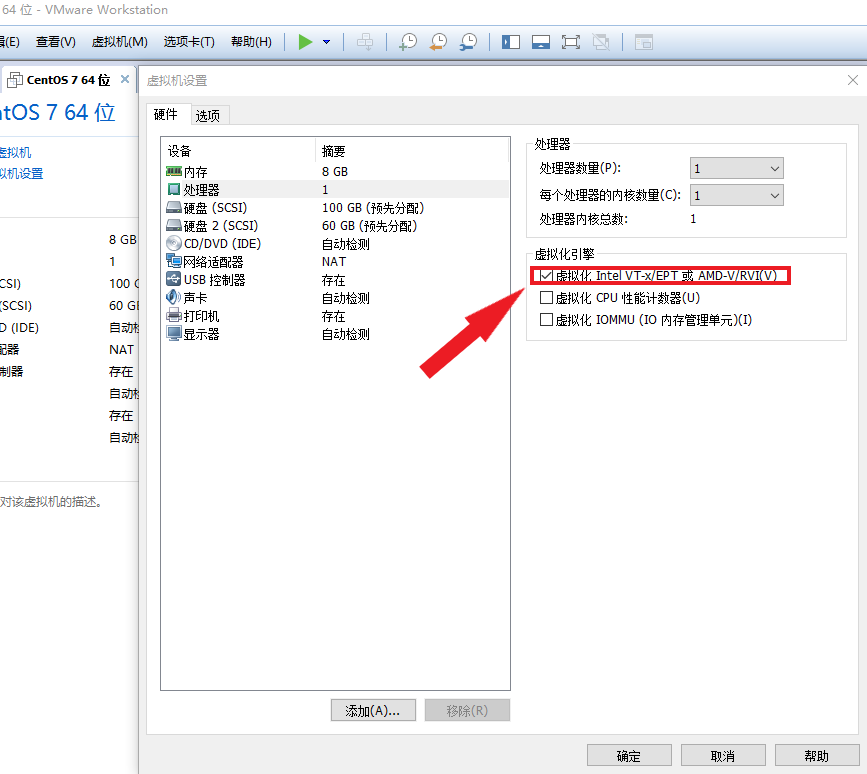 64 位 - VMware Workstation
辑(E) 查看(V) 虚拟机(M) 选项卡(T) 帮助(H)
CentOS 7 64 位
ntOS 7 64 位
虚拟机
拟机设置
8 GB
1
CSI) 100 G
(SCSI) 60 GB
D (IDE) 自动检
配器 NAT
制器 存在
自动检
存在
自动检
对该虚拟机的描述。
虚拟机设置
硬件 选项
设备 摘要
内存 8 GB
处理器 1
硬盘 (SCSI) 100 GB (预先分配)
硬盘 2 (SCSI) 60 GB (预先分配)
CD/DVD (IDE) 自动检测
网络适配器 NAT
USB 控制器 存在
声卡 自动检测
打印机 存在
显示器 自动检测
添加(A)... 移除(R)
处理器
处理器数量(P): 1
每个处理器的内核数量(C): 1
处理器内核总数: 1
虚拟化引擎
虚拟化 Intel VT-x/EPT 或 AMD-V/RVI(V)
虚拟化 CPU 性能计数器(U)
虚拟化 IOMMU (IO 内存管理单元)(I)
确定 取消 帮助